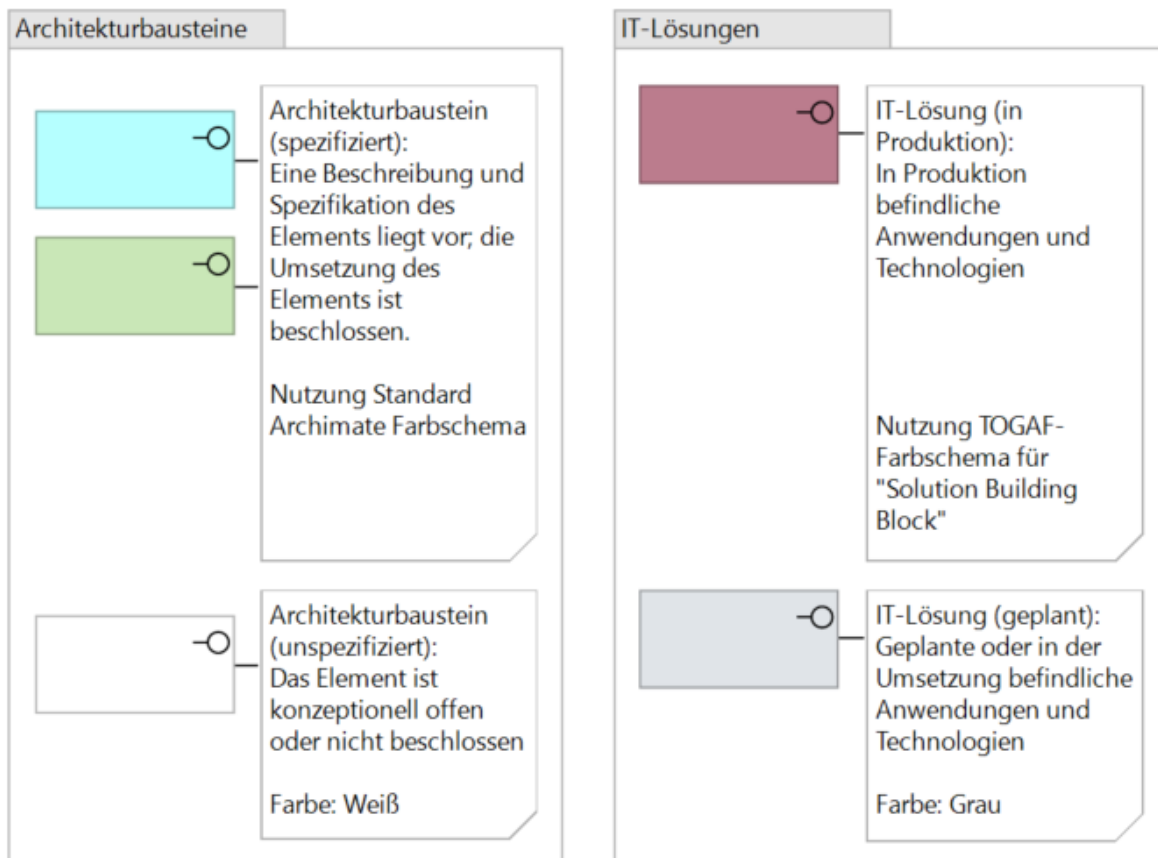 Architekturbausteine
Architekturbaustein
(spezifiziert):
Eine Beschreibung und
Spezifikation des
Elements liegt vor; die
Umsetzung des
Elements ist
beschlossen.
Nutzung Standard
Archimate Farbschema
Architekturbaustein
(unspezifiziert):
Das Element ist
konzeptionell offen
oder nicht beschlossen
Farbe: Weiß
IT-Lösungen
IT-Lösung (in
Produktion):
In Produktion
befindliche
Anwendungen und
Technologien
Nutzung TOGAF-
Farbschema für
"Solution Building
Block"
IT-Lösung (geplant):
Geplante oder in der
Umsetzung befindliche
Anwendungen und
Technologien
Farbe: Grau